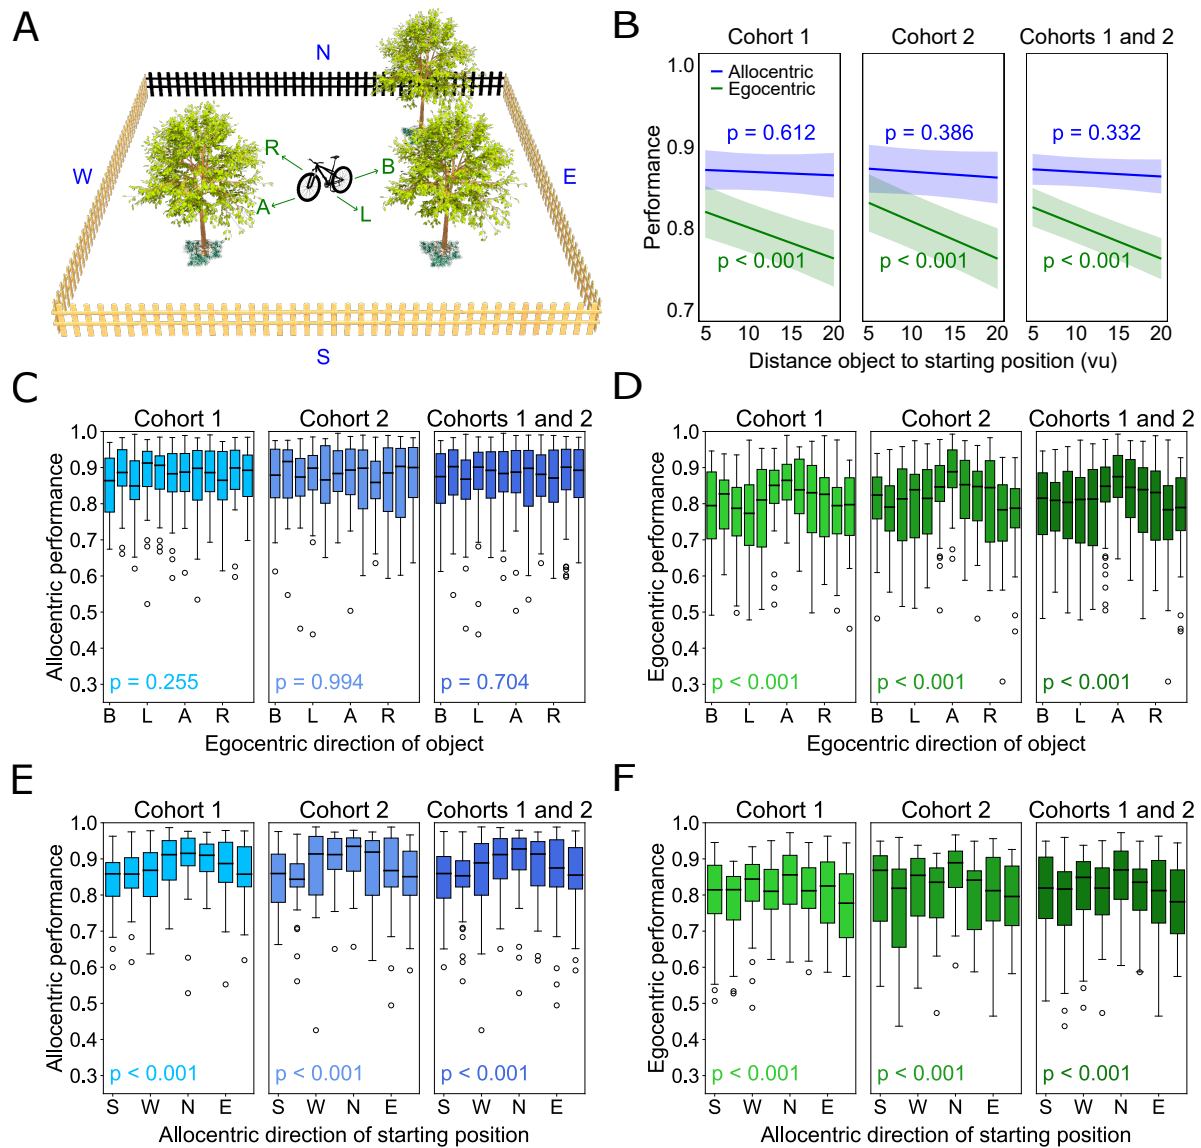 A
N
W
E
S
R
B
A
L
B
Cohort 1
Cohort 2
Cohorts 1 and 2
Performance
1.0
0.9
0.8
0.7
Allocentric
Egocentric
p = 0.612
p = 0.386
p = 0.332
p < 0.001
p < 0.001
p < 0.001
5 10 15 20
5 10 15 20
5 10 15 20
Distance object to starting position (vu)
C
Cohort 1
Cohort 2
Cohorts 1 and 2
Allocentric performance
1.0
0.9
0.8
0.7
0.6
0.5
0.4
0.3
p = 0.255
p = 0.994
p = 0.704
B L A R
B L A R
B L A R
Egocentric direction of object
D
Cohort 1
Cohort 2
Cohorts 1 and 2
Egocentric performance
1.0
0.9
0.8
0.7
0.6
0.5
0.4
0.3
p < 0.001
p < 0.001
p < 0.001
B L A R
B L A R
B L A R
Egocentric direction of object
E
Cohort 1
Cohort 2
Cohorts 1 and 2
Allocentric performance
1.0
0.9
0.8
0.7
0.6
0.5
0.4
0.3
p < 0.001
p < 0.001
p < 0.001
S W N E
S W N E
S W N E
Allocentric direction of starting position
F
Cohort 1
Cohort 2
Cohorts 1 and 2
Egocentric performance
1.0
0.9
0.8
0.7
0.6
0.5
0.4
0.3
p < 0.001
p < 0.001
p < 0.001
S W N E
S W N E
S W N E
Allocentric direction of starting position